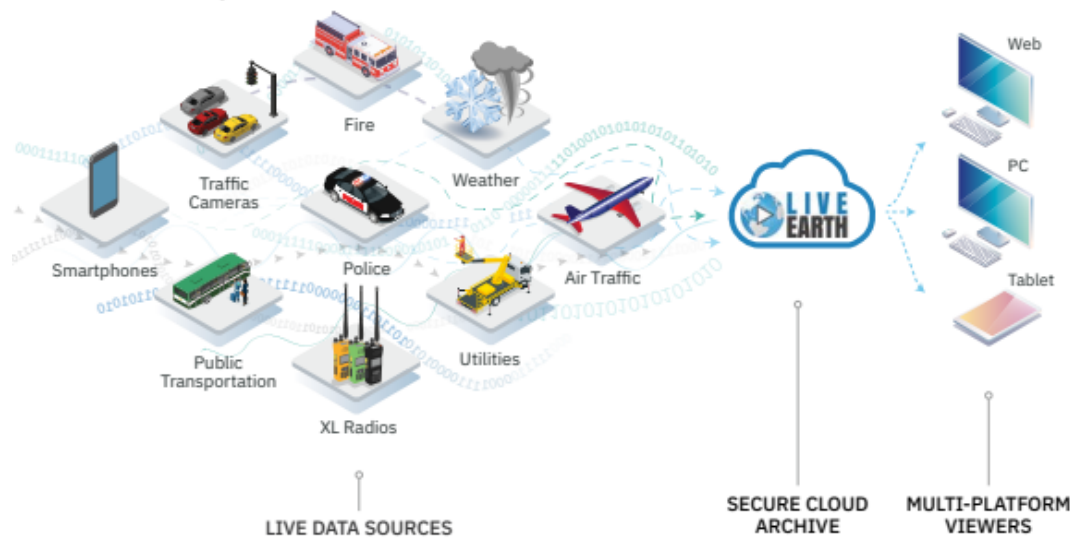 Fire
Web
Traffic
Cameras
Weather
PC
LIVE
EARTH
Smartphones
Police
Air Traffic
Tablet
Public
Transportation
Utilities
XL Radios
LIVE DATA SOURCES
SECURE CLOUD
ARCHIVE
MULTI-PLATFORM
VIEWERS